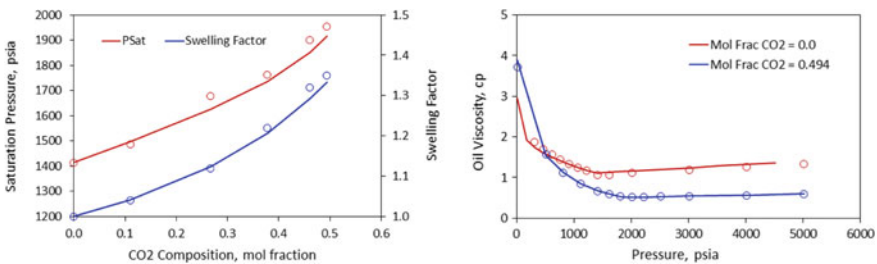 2000
1900
1800
1700
1600
1500
1400
1300
1200
Saturation Pressure, psia
PSat
Swelling Factor
1.5
1.4
1.3
1.2
1.1
1.0
Swelling Factor
0.0 0.1 0.2 0.3 0.4 0.5 0.6
CO2 Composition, mol fraction
5
4
3
2
1
0
Oil Viscosity, cp
Mol Frac CO2 = 0.0
Mol Frac CO2 = 0.494
0 1000 2000 3000 4000 5000 6000
Pressure, psia